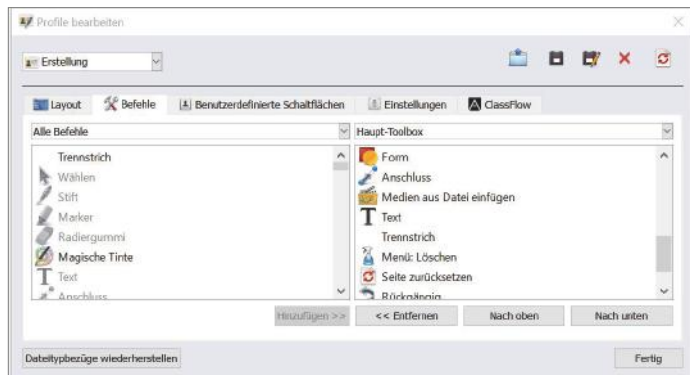 Profile bearbeiten
Erstellung
Layout
Befehle
Benutzerdefinierte Schaltflächen
Einstellungen
ClassFlow
Alle Befehle
Trennstrich
Wählen
Stift
Marker
Radiergummi
Magische Tinte
Text
Anschluss
Haupt-Toolbox
Form
Anschluss
Medien aus Datei einfügen
Text
Trennstrich
Menü: Löschen
Seite zurücksetzen
Rückgängig
Hinzufügen >>
<< Entfernen
Nach oben
Nach unten
Dateitypbezüge wiederherstellen
Fertig